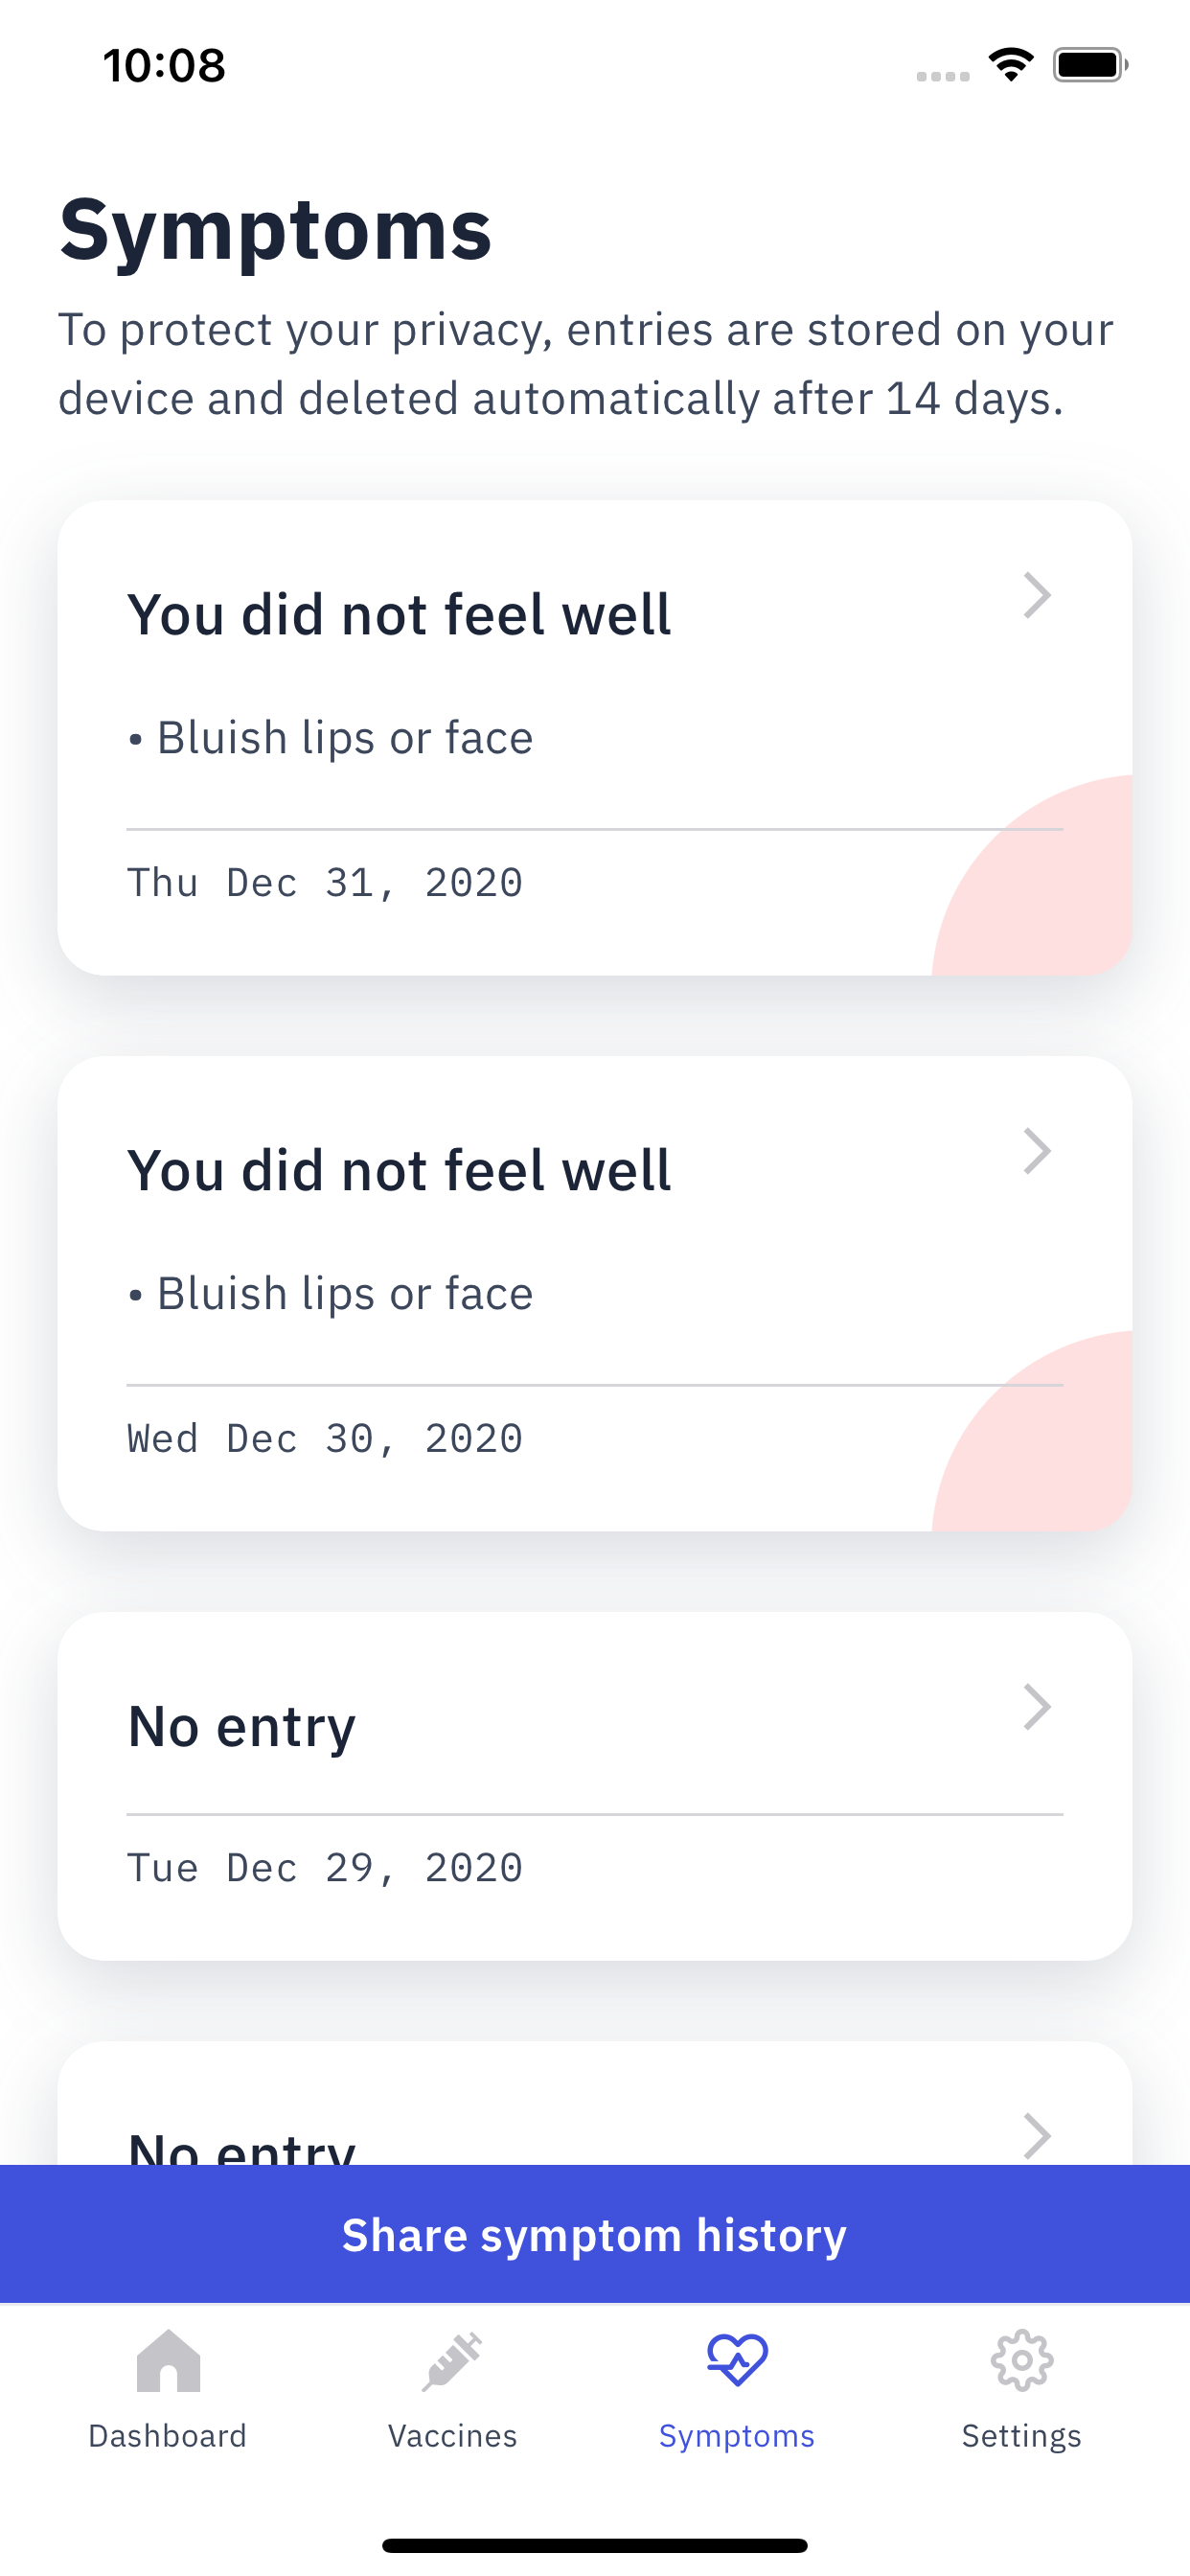 10:08
Symptoms
To protect your privacy, entries are stored on your
device and deleted automatically after 14 days.
You did not feel well
• Bluish lips or face
Thu Dec 31, 2020
You did not feel well
• Bluish lips or face
Wed Dec 30, 2020
No entry
Tue Dec 29, 2020
No entry
Share symptom history
Dashboard
Vaccines
Symptoms
Settings